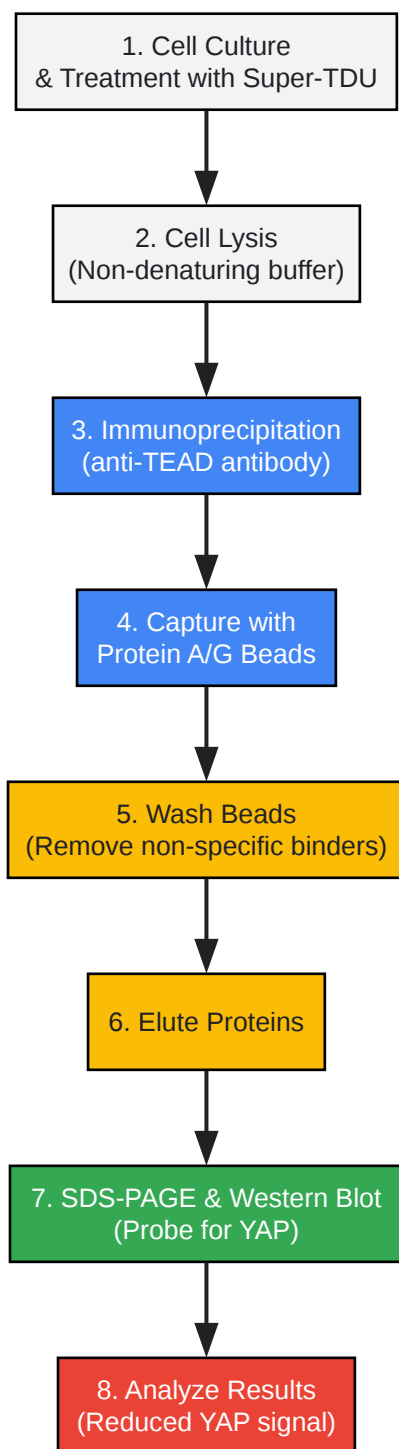 1. Cell Culture
& Treatment with Super-TDU
2. Cell Lysis
(Non-denaturing buffer)
3. Immunoprecipitation
(anti-TEAD antibody)
4. Capture with
Protein A/G Beads
5. Wash Beads
(Remove non-specific binders)
6. Elute Proteins
7. SDS-PAGE & Western Blot
(Probe for YAP)
8. Analyze Results
(Reduced YAP signal)